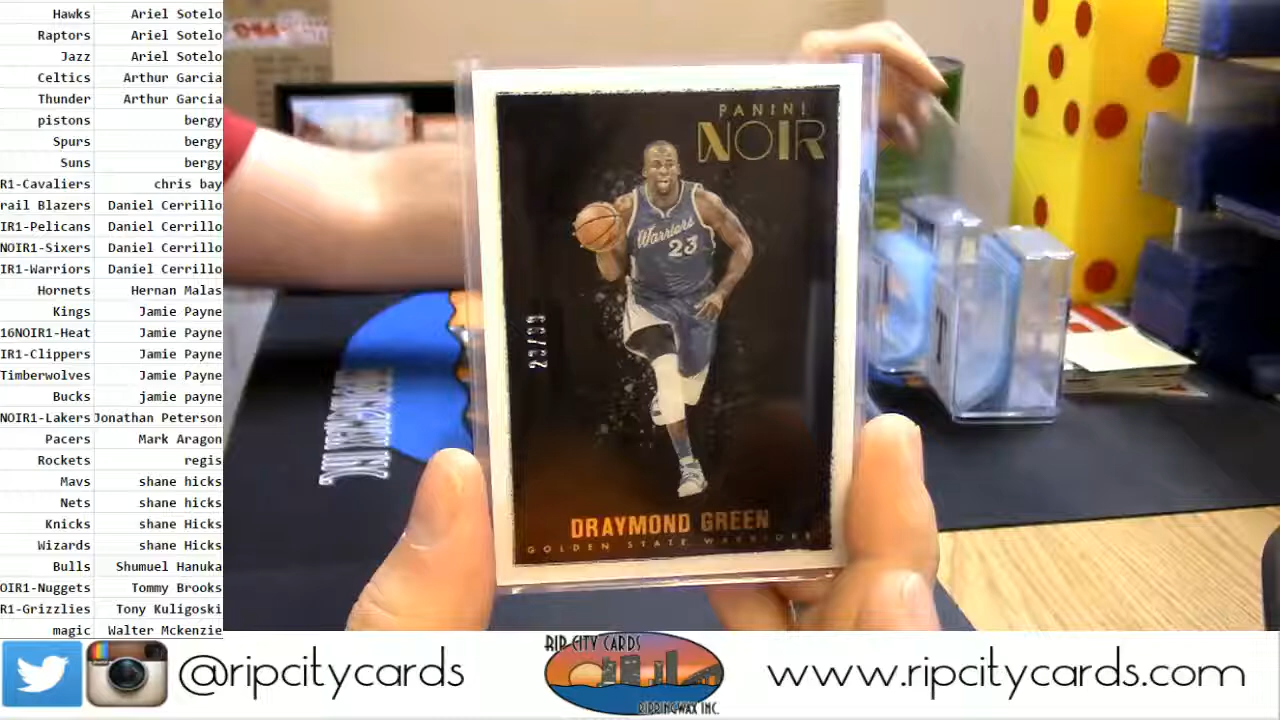 Hawks Ariel Sotelo
Raptors Ariel Sotelo
Jazz Ariel Sotelo
Celtics Arthur Garcia
Thunder Arthur Garcia
pistons bergy
Spurs bergy
Suns bergy
R1-Cavaliers chris bay
rail Blazers Daniel Cerrillo
IR1-Pelicans Daniel Cerrillo
NOIR1-Sixers Daniel Cerrillo
IR1-Warriors Daniel Cerrillo
Hornets Hernan Malas
Kings Jamie Payne
16NOIR1-Heat Jamie Payne
IR1-Clippers Jamie Payne
Timberwolves Jamie Payne
Bucks jamie payne
NOIR1-Lakers Jonathan Peterson
Pacers Mark Aragon
Rockets regis
Mavs shane hicks
Nets shane hicks
Knicks shane Hicks
Wizards shane Hicks
Bulls Shumuel Hanuka
OIR1-Nuggets Tommy Brooks
R1-Grizzlies Tony Kuligoski
magic Walter Mckenzie
PANINI
NOIR
Warriors
23
DRAYMOND GREEN
GOLDEN STATE WARRIORS
@ripcitycards
RIP CITY CARDS
RIPPINGWAX INC.
www.ripcitycards.com